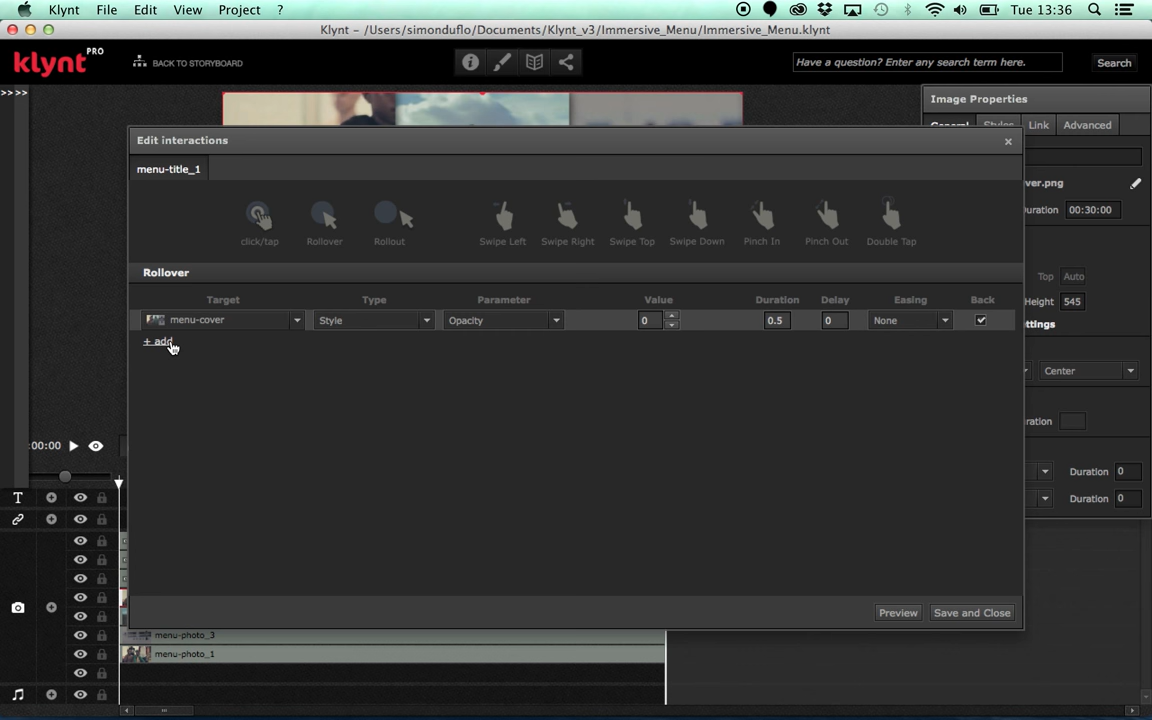 Klynt File Edit View Project ? Tue 13:36
Klynt – /Users/simonduflo/Documents/Klynt_v3/Immersive_Menu/Immersive_Menu.klynt
klynt PRO BACK TO STORYBOARD Have a question? Enter any search term here. Search
>>>>
Image Properties
General Styles Link Advanced
Edit interactions ×
menu-title_1
ver.png
uration 00:30:00
click/tap Rollover Rollout Swipe Left Swipe Right Swipe Top Swipe Down Pinch In Pinch Out Double Tap
Rollover
Top Auto
Height 545
Target Type Parameter Value Duration Delay Easing Back
menu-cover Style Opacity 0 0.5 0 None
ettings
+ add
Center
ration
:00:00
Duration 0
T
Duration 0
Preview Save and Close
menu-photo_3
menu-photo_1